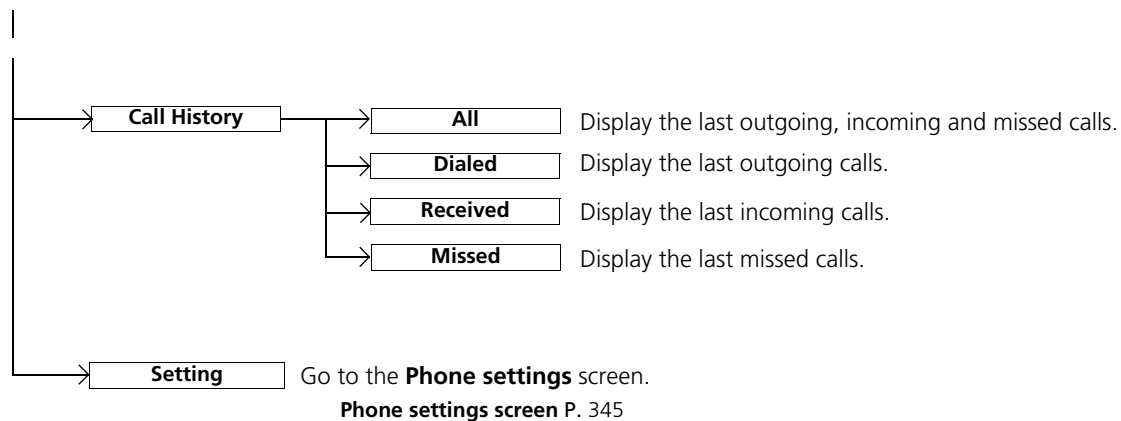 Call History
All Display the last outgoing, incoming and missed calls.
Dialed Display the last outgoing calls.
Received Display the last incoming calls.
Missed Display the last missed calls.
Setting Go to the Phone settings screen.
Phone settings screen P. 345